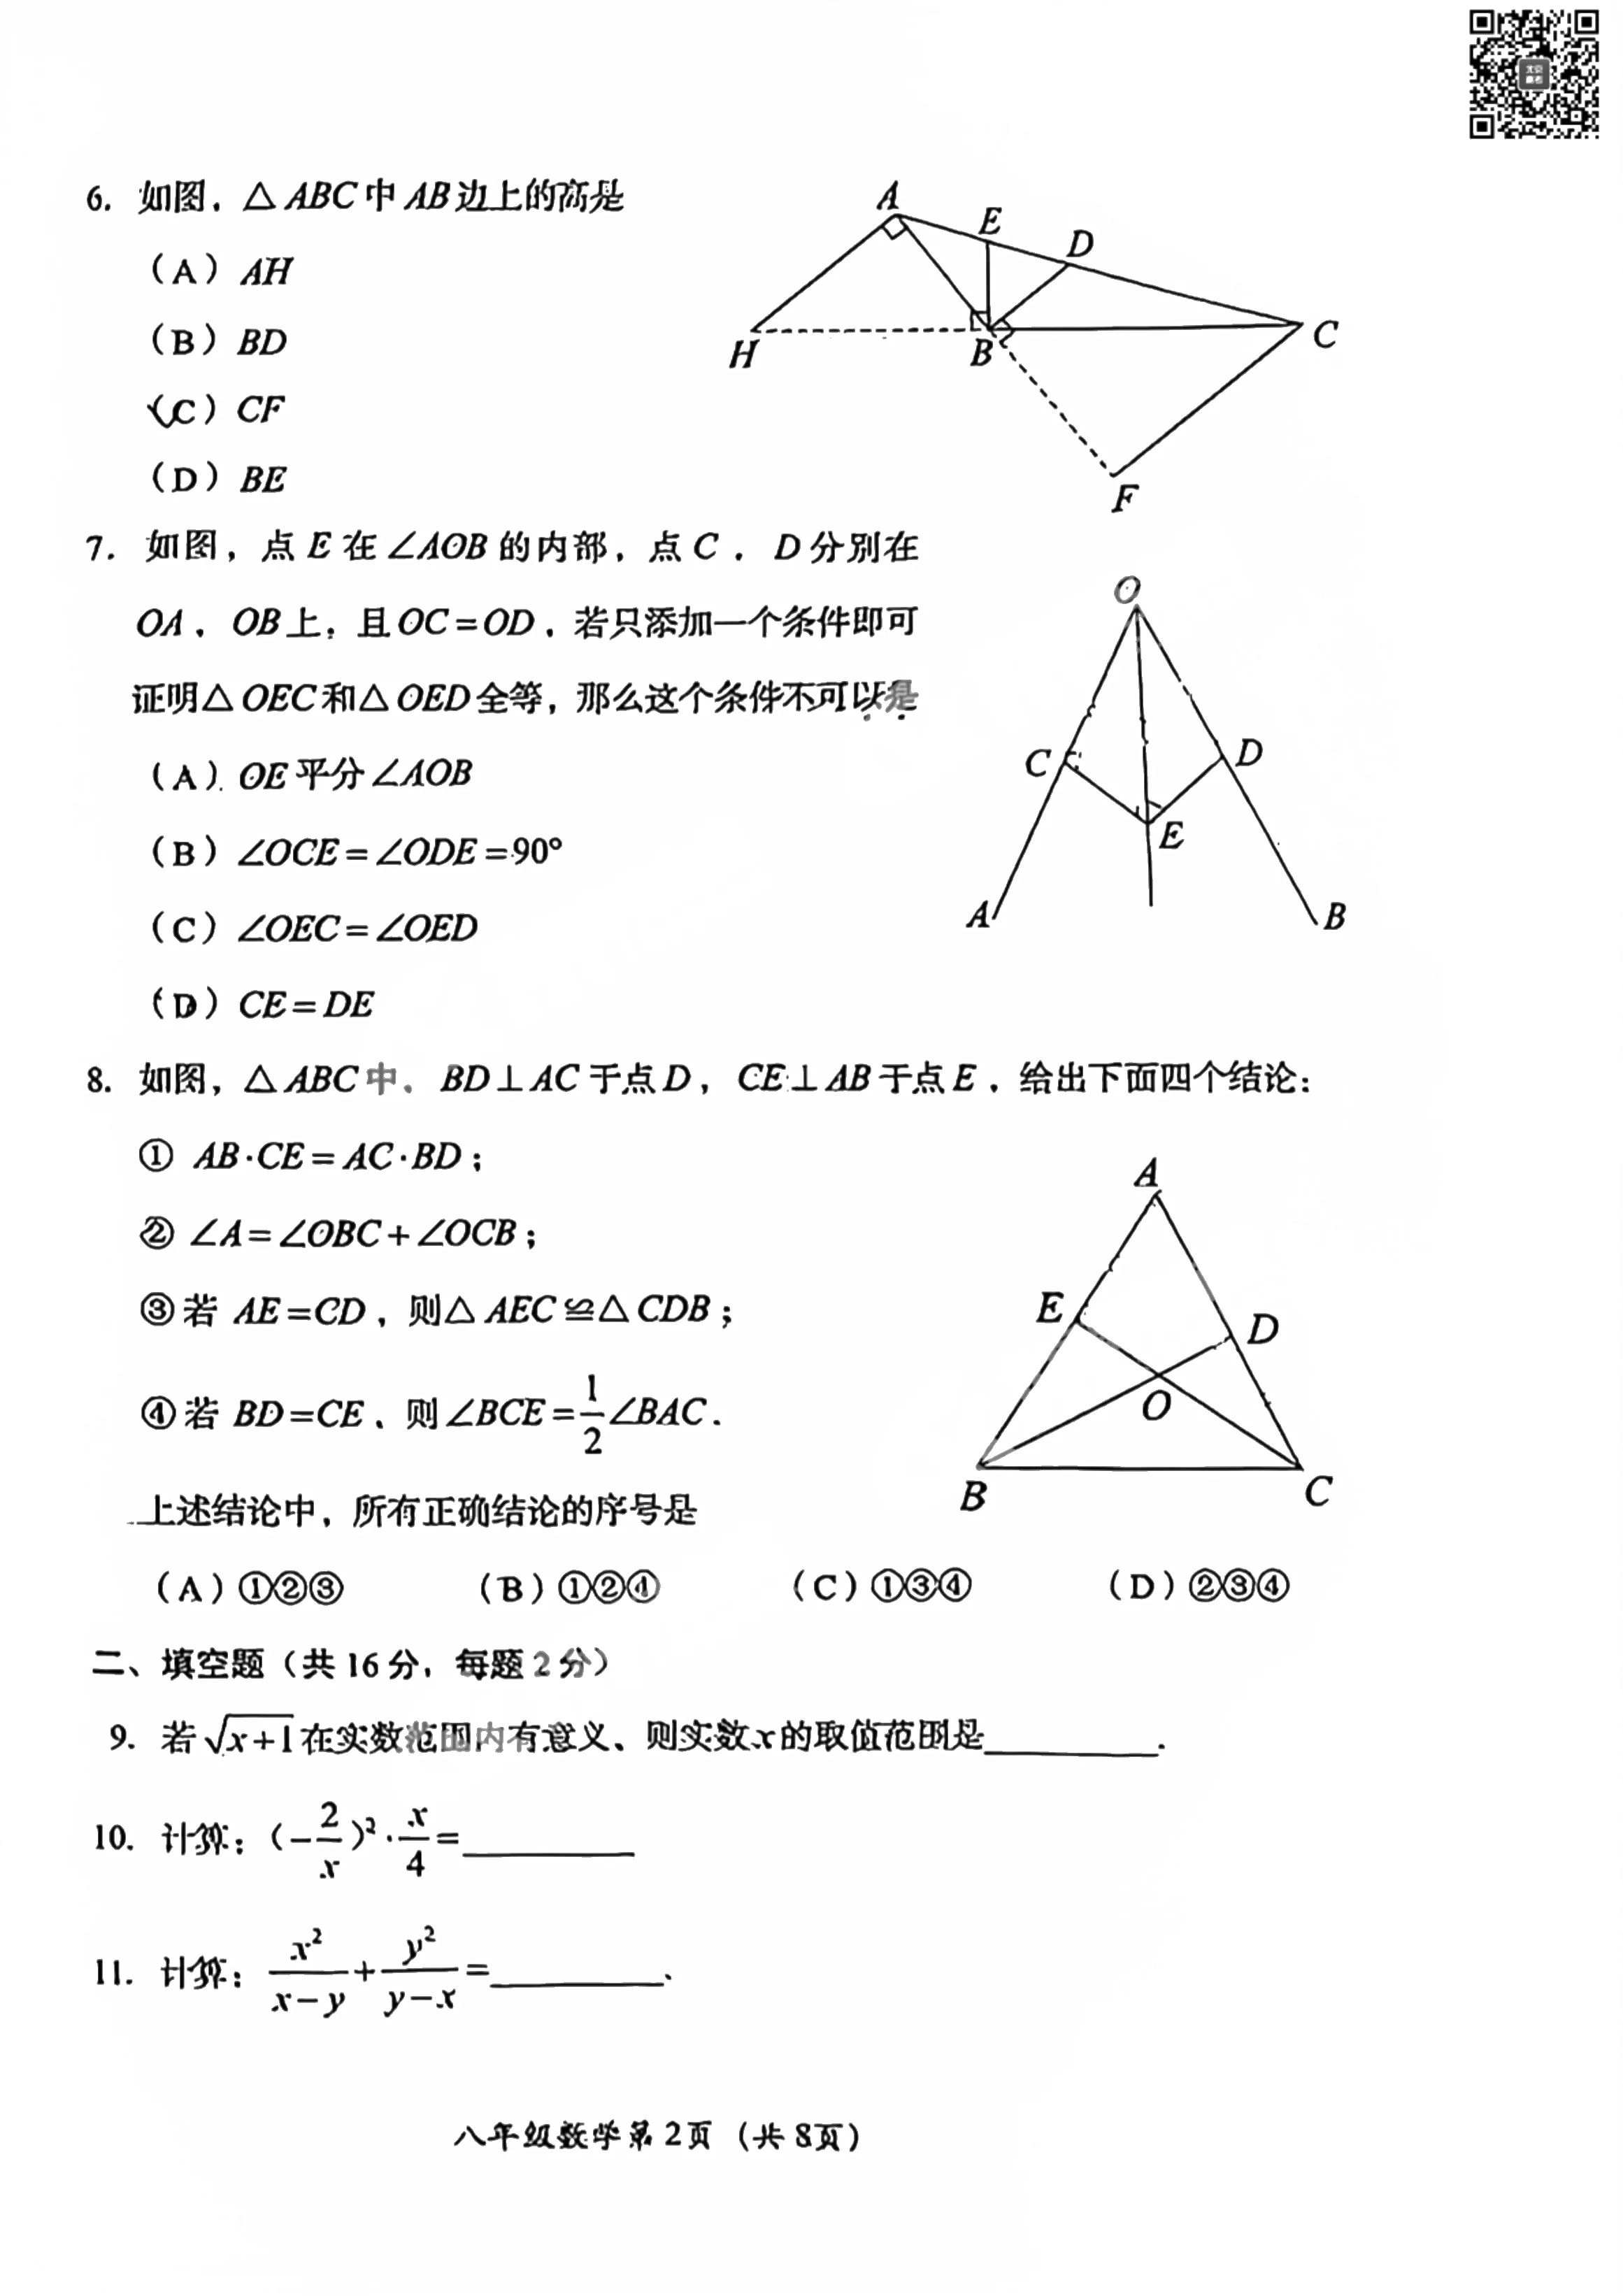 6. 如图，△ABC中AB边上的高是
（A）AH
（B）BD
（C）CF
（D）BE
A
E
D
H
B
C
F
7. 如图，点E在∠AOB的内部，点C，D分别在
OA，OB上，且OC=OD，若只添加一个条件即可
证明△OEC和△OED全等，那么这个条件不可以是
（A）OE平分∠AOB
（B）∠OCE=∠ODE=90°
（C）∠OEC=∠OED
（D）CE=DE
O
C
D
E
A
B
8. 如图，△ABC中，BD⊥AC于点D，CE⊥AB于点E，给出下面四个结论：
① AB·CE=AC·BD；
② ∠A=∠OBC+∠OCB；
③若 AE=CD，则△AEC≌△CDB；
④若 BD=CE，则∠BCE=1/2∠BAC．
上述结论中，所有正确结论的序号是
A
E
D
O
B
C
（A）①②③ （B）①②④ （C）①③④ （D）②③④
二、填空题（共16分，每题2分）
9. 若√(x+1)在实数范围内有意义，则实数x的取值范围是________.
10. 计算：(-2/x)²·x/4=________
11. 计算：x²/(x-y)+y²/(y-x)=________.
八年级数学第2页（共8页）